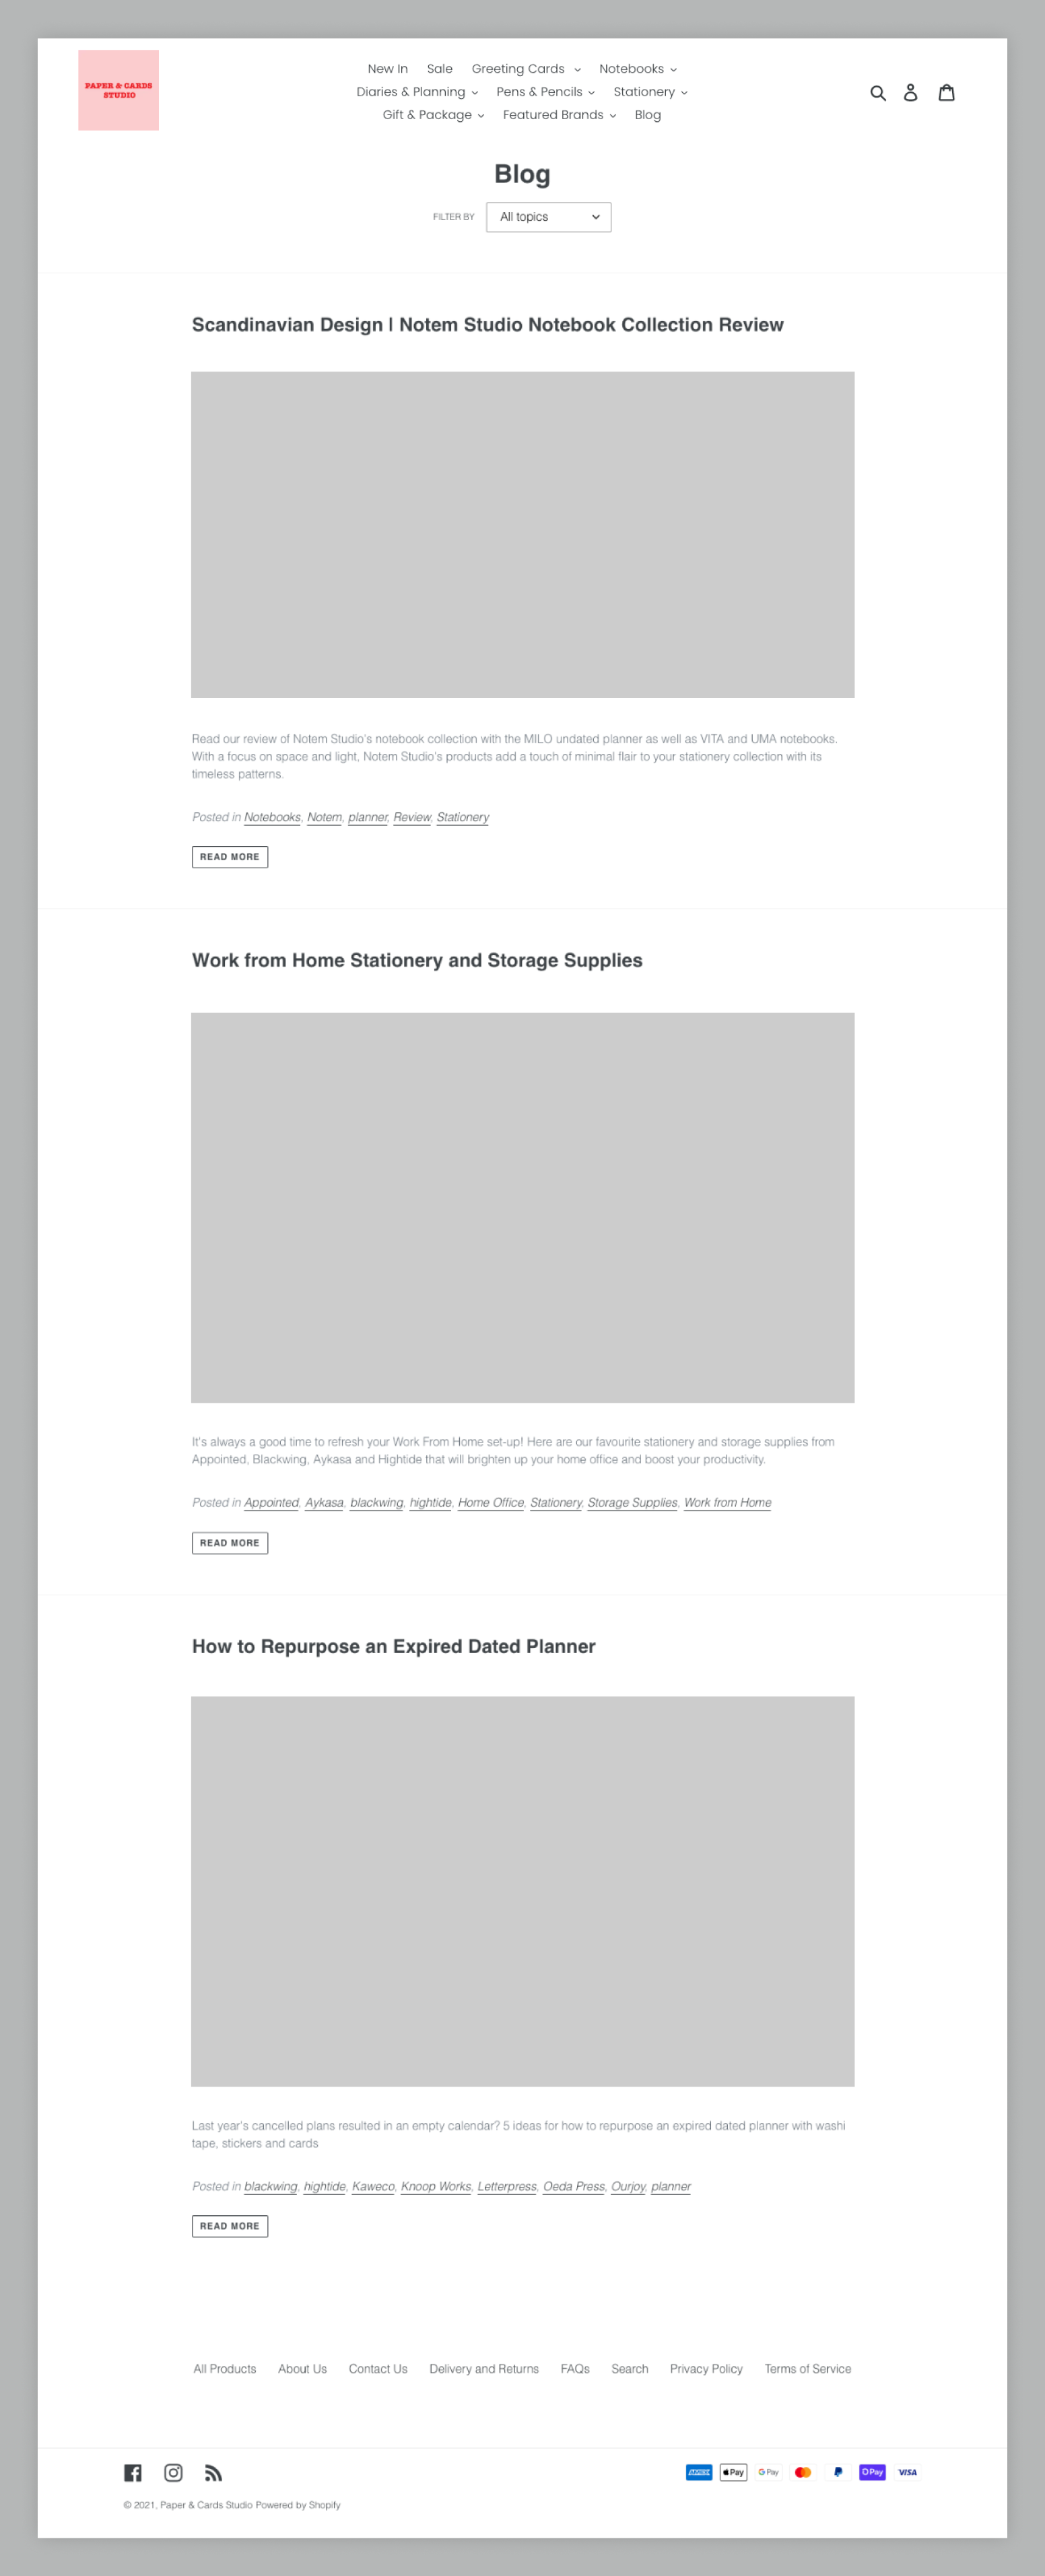 PAPER & CARDS
STUDIO
New In Sale Greeting Cards Notebooks
Diaries & Planning Pens & Pencils Stationery
Gift & Package Featured Brands Blog
Blog
FILTER BY All topics
Scandinavian Design | Notem Studio Notebook Collection Review
Read our review of Notem Studio's notebook collection with the MILO undated planner as well as VITA and UMA notebooks.
With a focus on space and light, Notem Studio's products add a touch of minimal flair to your stationery collection with its
timeless patterns.
Posted in Notebooks, Notem, planner, Review, Stationery
READ MORE
Work from Home Stationery and Storage Supplies
It's always a good time to refresh your Work From Home set-up! Here are our favourite stationery and storage supplies from
Appointed, Blackwing, Aykasa and Hightide that will brighten up your home office and boost your productivity.
Posted in Appointed, Aykasa, blackwing, hightide, Home Office, Stationery, Storage Supplies, Work from Home
READ MORE
How to Repurpose an Expired Dated Planner
Last year's cancelled plans resulted in an empty calendar? 5 ideas for how to repurpose an expired dated planner with washi
tape, stickers and cards
Posted in blackwing, hightide, Kaweco, Knoop Works, Letterpress, Oeda Press, Ourjoy, planner
READ MORE
All Products About Us Contact Us Delivery and Returns FAQs Search Privacy Policy Terms of Service
AMEX Pay G Pay OPay VISA
© 2021, Paper & Cards Studio Powered by Shopify